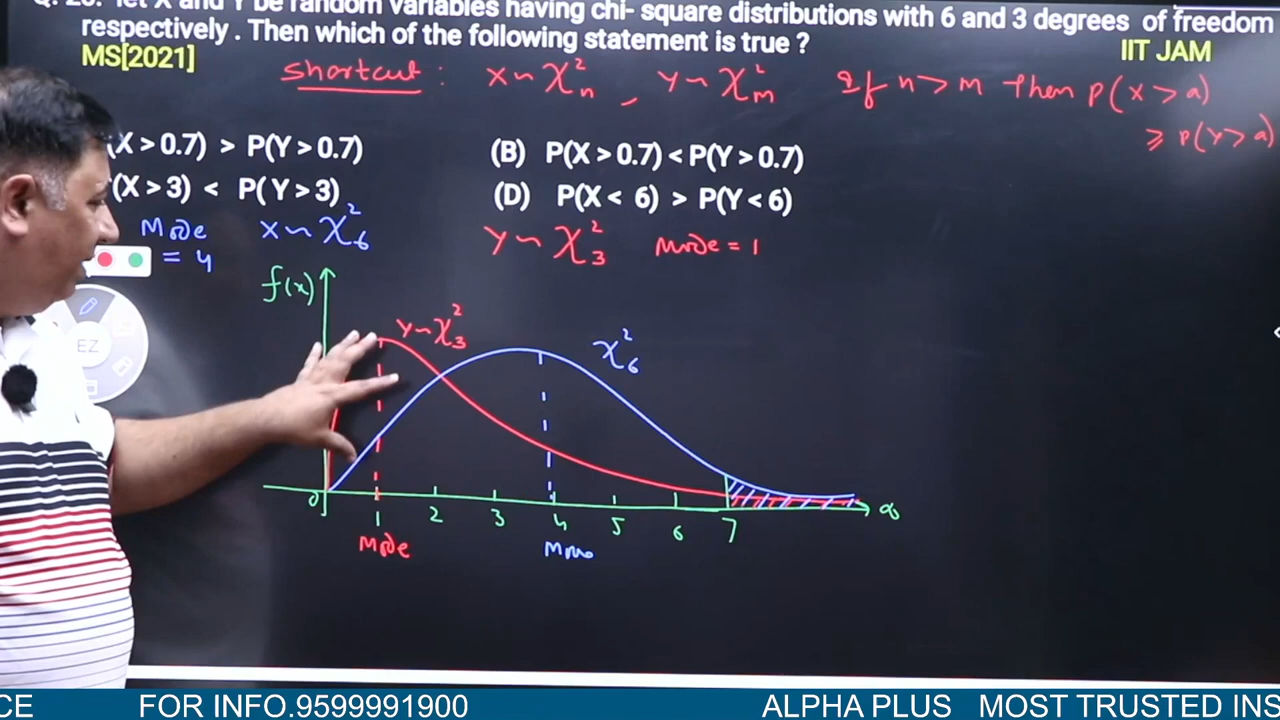 let X and Y be random variables having chi- square distributions with 6 and 3 degrees of freedom
respectively . Then which of the following statement is true ?
MS[2021]
IIT JAM
shortcut : X ~ χ²n , Y ~ χ²m If n > m Then P(X > a)
≥ P(Y > a)
(X > 0.7) > P(Y > 0.7)
(B) P(X > 0.7) < P(Y > 0.7)
(X > 3) < P( Y > 3)
(D) P(X < 6) > P(Y < 6)
Mode = 4
X ~ χ²6
Y ~ χ²3 Mode = 1
f(x)
Y ~ χ²3
χ²6
EZ
0 1 2 3 4 5 6 7 ∞
Mode
CE FOR INFO.9599991900 ALPHA PLUS MOST TRUSTED INS